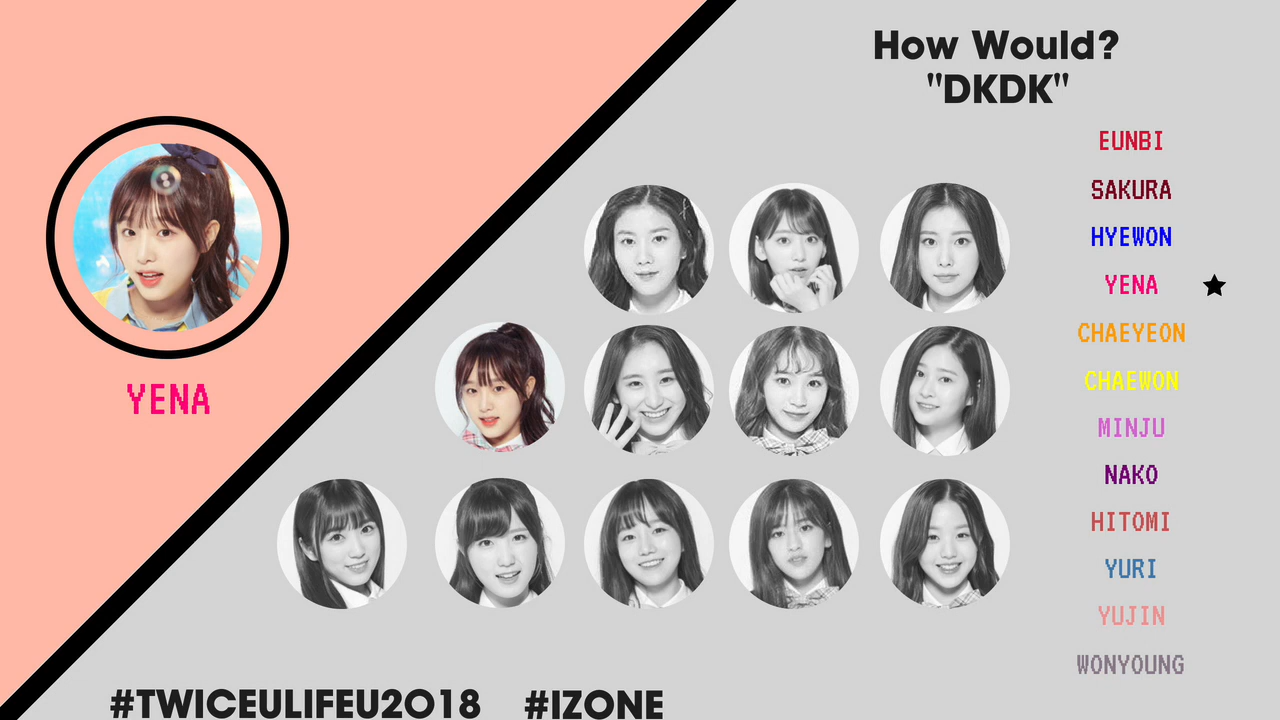 How Would?
"DKDK"
EUNBI
SAKURA
HYEWON
YENA
CHAEYEON
CHAEWON
MINJU
NAKO
HITOMI
YURI
YUJIN
WONYOUNG
YENA
#TWICEULIFEU2018 #IZONE